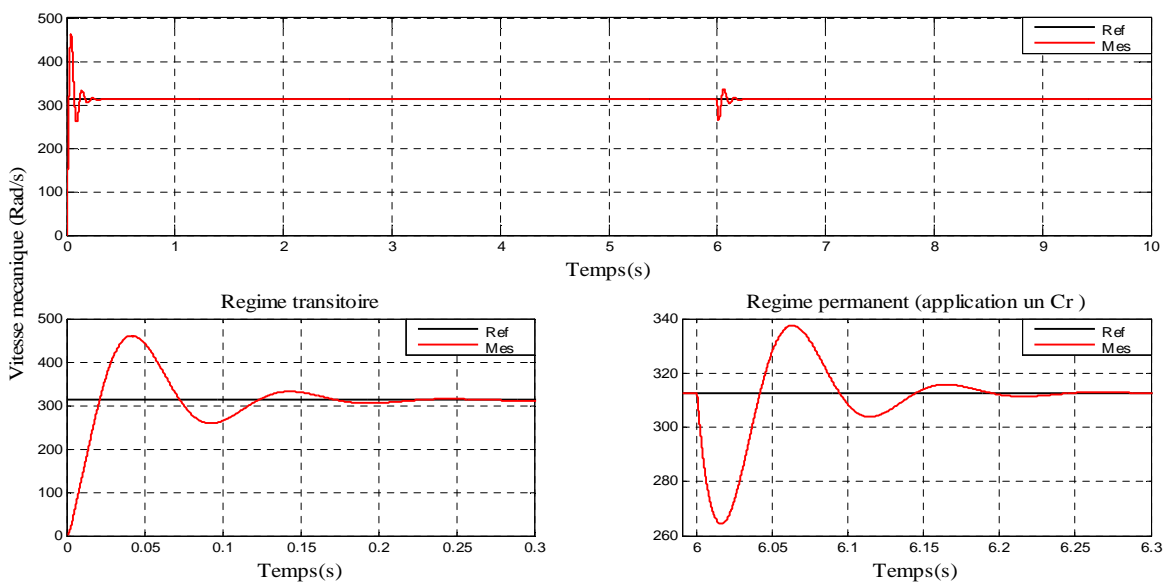 Vitesse mecanique (Rad/s)
500
400
300
200
100
0
Ref
Mes
0 1 2 3 4 5 6 7 8 9 10
Temps(s)
Regime transitoire
500
400
300
200
100
0
Ref
Mes
0 0.05 0.1 0.15 0.2 0.25 0.3
Temps(s)
Regime permanent (application un Cr )
340
320
300
280
260
Ref
Mes
6 6.05 6.1 6.15 6.2 6.25 6.3
Temps(s)